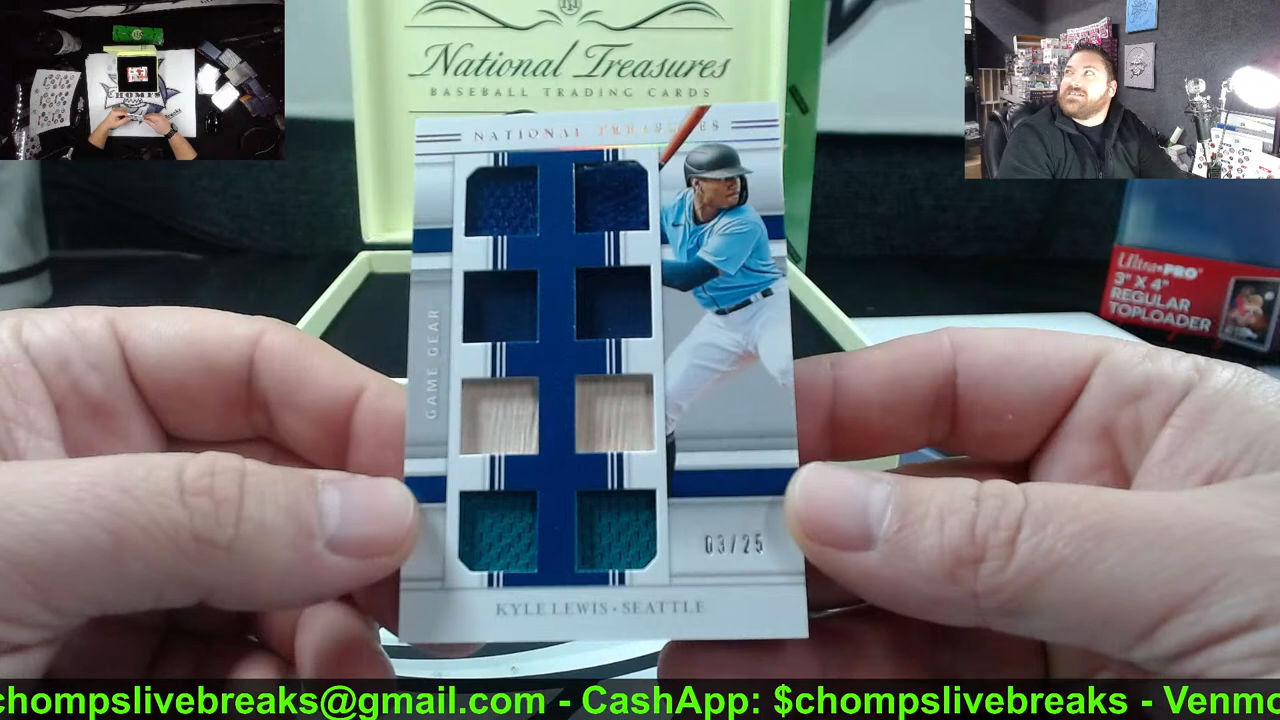 National Treasures
BASEBALL TRADING CARDS
NATIONAL TREASURES
GAME GEAR
03/25
KYLE LEWIS • SEATTLE
Ultra•PRO
3" X 4"
REGULAR
TOPLOADER
chompslivebreaks@gmail.com - CashApp: $chompslivebreaks - Venmo